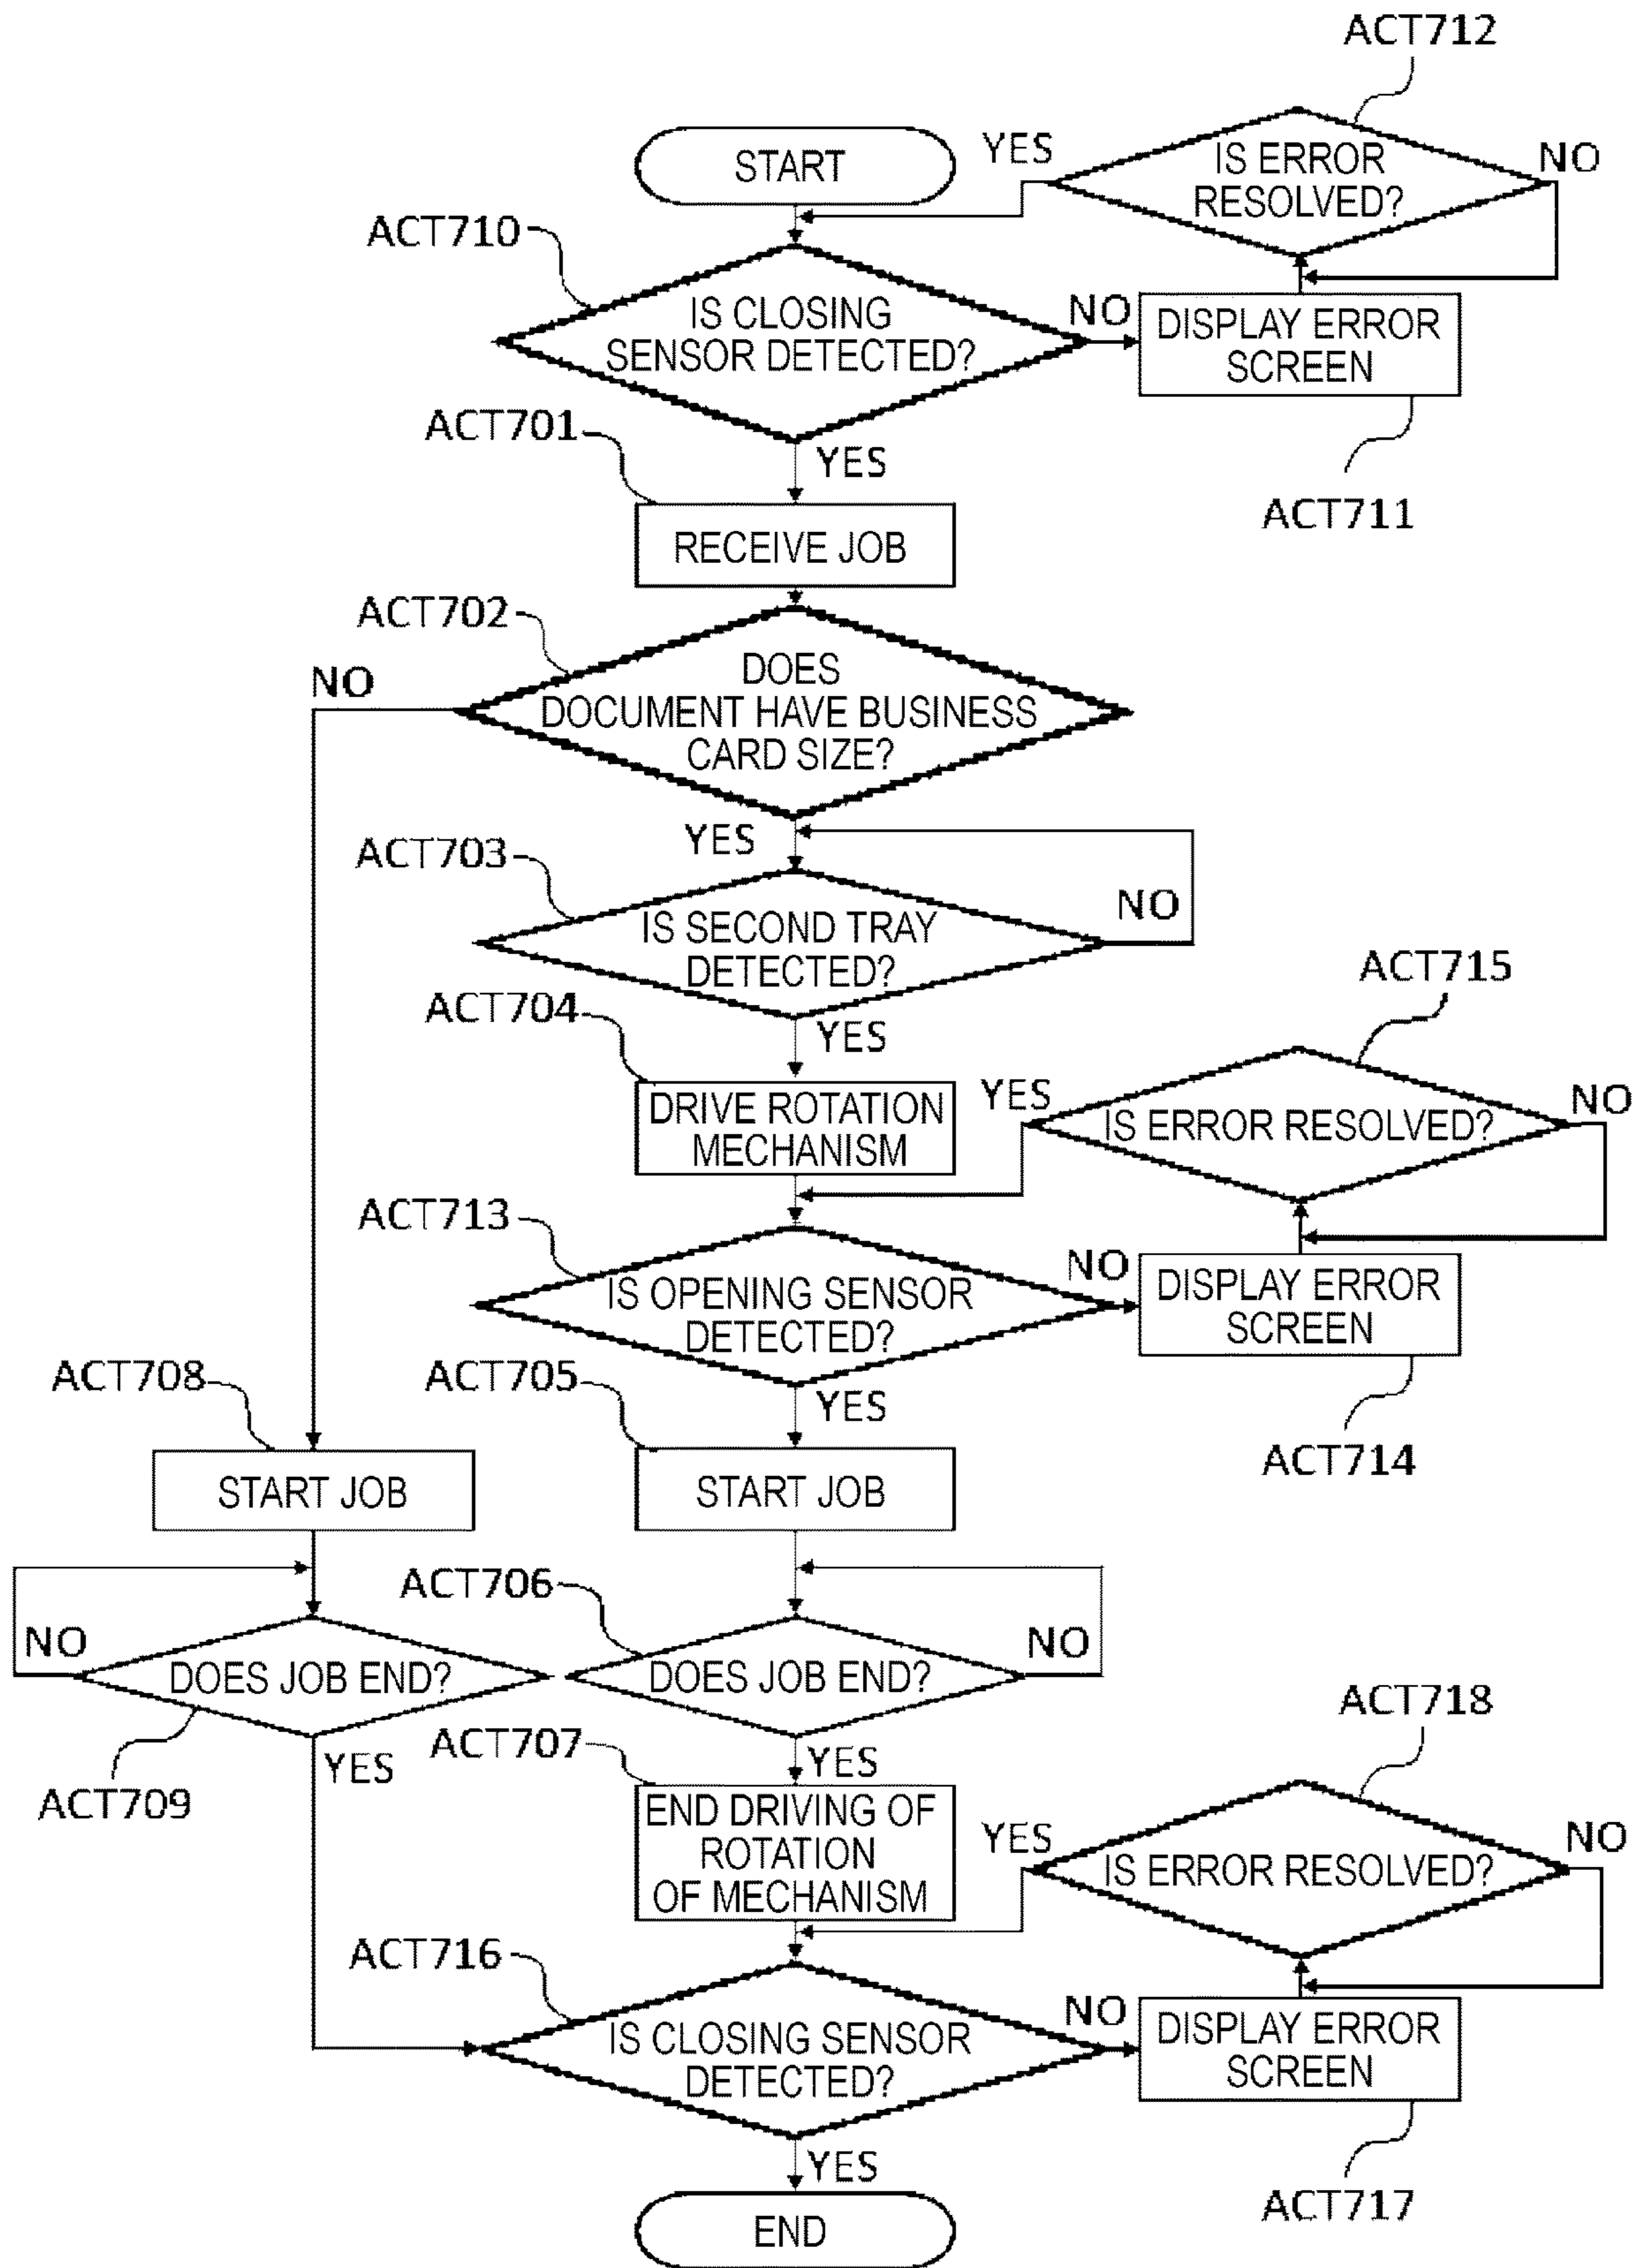 ACT712
START
YES
IS ERROR
RESOLVED?
NO
ACT710
IS CLOSING
SENSOR DETECTED?
NO
DISPLAY ERROR
SCREEN
ACT701
YES
ACT711
RECEIVE JOB
ACT702
NO
DOES
DOCUMENT HAVE BUSINESS
CARD SIZE?
YES
ACT703
NO
IS SECOND TRAY
DETECTED?
ACT715
ACT704
YES
DRIVE ROTATION
MECHANISM
YES
IS ERROR RESOLVED?
NO
ACT713
IS OPENING SENSOR
DETECTED?
NO
DISPLAY ERROR
SCREEN
ACT708
ACT705
YES
ACT714
START JOB
START JOB
ACT706
NO
DOES JOB END?
DOES JOB END?
NO
ACT718
ACT707
YES
YES
ACT709
END DRIVING OF
ROTATION
OF MECHANISM
YES
IS ERROR RESOLVED?
NO
ACT716
IS CLOSING SENSOR
DETECTED?
NO
DISPLAY ERROR
SCREEN
YES
ACT717
END